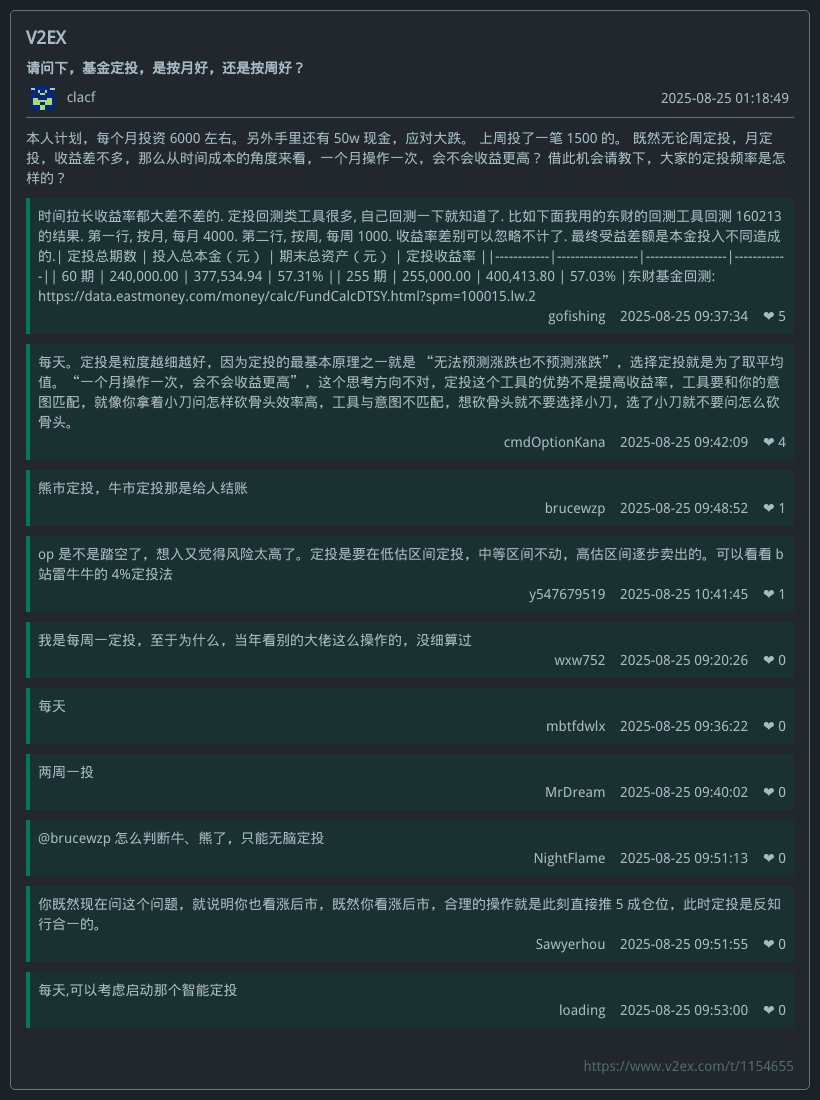 V2EX
请问下，基金定投，是按月好，还是按周好？
clacf
2025-08-25 01:18:49
本人计划，每个月投资 6000 左右。另外手里还有 50w 现金，应对大跌。 上周投了一笔 1500 的。 既然无论周定投，月定
投，收益差不多，那么从时间成本的角度来看，一个月操作一次，会不会收益更高？ 借此机会请教下，大家的定投频率是怎
样的？
时间拉长收益率都大差不差的. 定投回测类工具很多, 自己回测一下就知道了. 比如下面我用的东财的回测工具回测 160213
的结果. 第一行, 按月, 每月 4000. 第二行, 按周, 每周 1000. 收益率差别可以忽略不计了. 最终受益差额是本金投入不同造成
的.| 定投总期数 | 投入总本金（元） | 期末总资产（元） | 定投收益率 ||------------|------------------|------------------|-----------
-|| 60 期 | 240,000.00 | 377,534.94 | 57.31% || 255 期 | 255,000.00 | 400,413.80 | 57.03% |东财基金回测:
https://data.eastmoney.com/money/calc/FundCalcDTSY.html?spm=100015.lw.2
gofishing 2025-08-25 09:37:34 ❤ 5
每天。定投是粒度越细越好，因为定投的最基本原理之一就是 “无法预测涨跌也不预测涨跌”，选择定投就是为了取平均
值。 “一个月操作一次，会不会收益更高”，这个思考方向不对，定投这个工具的优势不是提高收益率，工具要和你的意
图匹配，就像你拿着小刀问怎样砍骨头效率高，工具与意图不匹配，想砍骨头就不要选择小刀，选了小刀就不要问怎么砍
骨头。
cmdOptionKana 2025-08-25 09:42:09 ❤ 4
熊市定投，牛市定投那是给人结账
brucewzp 2025-08-25 09:48:52 ❤ 1
op 是不是踏空了，想入又觉得风险太高了。定投是要在低估区间定投，中等区间不动，高估区间逐步卖出的。可以看看 b
站雷牛牛的 4%定投法
y547679519 2025-08-25 10:41:45 ❤ 1
我是每周一定投，至于为什么，当年看别的大佬这么操作的，没细算过
wxw752 2025-08-25 09:20:26 ❤ 0
每天
mbtfdwlx 2025-08-25 09:36:22 ❤ 0
两周一投
MrDream 2025-08-25 09:40:02 ❤ 0
@brucewzp 怎么判断牛、熊了，只能无脑定投
NightFlame 2025-08-25 09:51:13 ❤ 0
你既然现在问这个问题，就说明你也看涨后市，既然你看涨后市，合理的操作就是此刻直接推 5 成仓位，此时定投是反知
行合一的。
Sawyerhou 2025-08-25 09:51:55 ❤ 0
每天,可以考虑启动那个智能定投
loading 2025-08-25 09:53:00 ❤ 0
https://www.v2ex.com/t/1154655